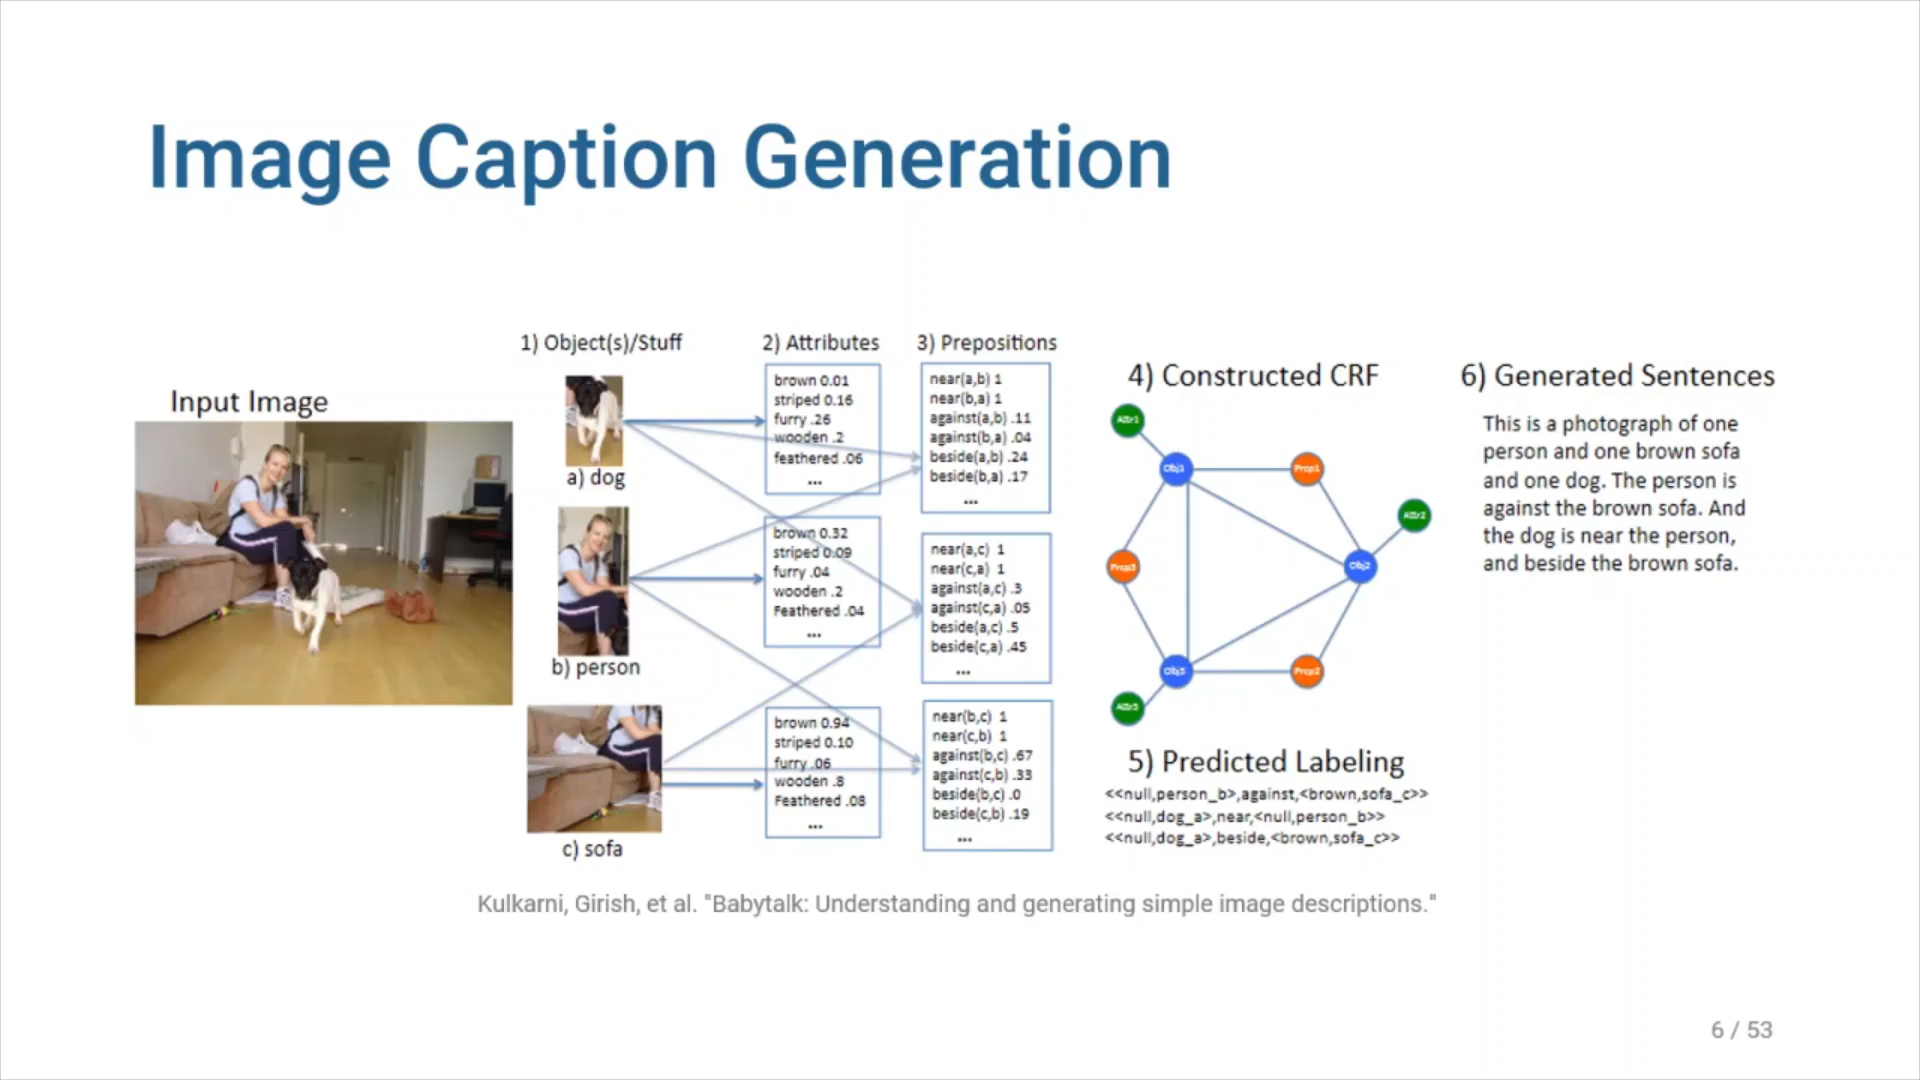 Image Caption Generation
Input Image
1) Object(s)/Stuff
a) dog
b) person
c) sofa
2) Attributes
brown 0.01
striped 0.16
furry .26
wooden .2
feathered .06
...
brown 0.32
striped 0.09
furry .04
wooden .2
Feathered .04
...
brown 0.94
striped 0.10
furry .06
wooden .8
Feathered .08
...
3) Prepositions
near(a,b) 1
near(b,a) 1
against(a,b) .11
against(b,a) .04
beside(a,b) .24
beside(b,a) .17
...
near(a,c) 1
near(c,a) 1
against(a,c) .3
against(c,a) .05
beside(a,c) .5
beside(c,a) .45
...
near(b,c) 1
near(c,b) 1
against(b,c) .67
against(c,b) .33
beside(b,c) .0
beside(c,b) .19
...
4) Constructed CRF
Attr1
Obj1
Prep1
Attr2
Prep3
Obj2
Obj3
Prep2
Attr3
5) Predicted Labeling
<<null,person_b>,against,<brown,sofa_c>>
<<null,dog_a>,near,<null,person_b>>
<<null,dog_a>,beside,<brown,sofa_c>>
6) Generated Sentences
This is a photograph of one
person and one brown sofa
and one dog. The person is
against the brown sofa. And
the dog is near the person,
and beside the brown sofa.
Kulkarni, Girish, et al. "Babytalk: Understanding and generating simple image descriptions."
6 / 53